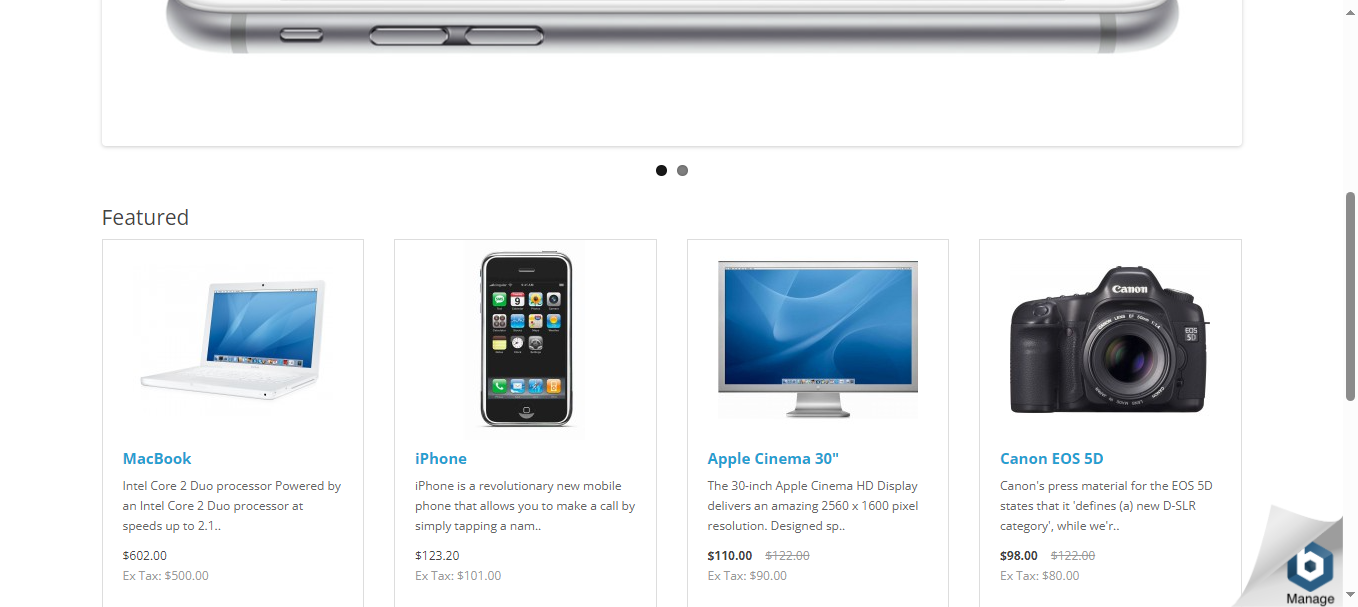 Featured
MacBook
Intel Core 2 Duo processor Powered by
an Intel Core 2 Duo processor at
speeds up to 2.1..
$602.00
Ex Tax: $500.00
iPhone
iPhone is a revolutionary new mobile
phone that allows you to make a call by
simply tapping a nam..
$123.20
Ex Tax: $101.00
Apple Cinema 30"
The 30-inch Apple Cinema HD Display
delivers an amazing 2560 x 1600 pixel
resolution. Designed sp..
$110.00 $122.00
Ex Tax: $90.00
Canon
EOS
5D
Canon EOS 5D
Canon's press material for the EOS 5D
states that it 'defines (a) new D-SLR
category', while we'r..
$98.00 $122.00
Ex Tax: $80.00
b
Manage